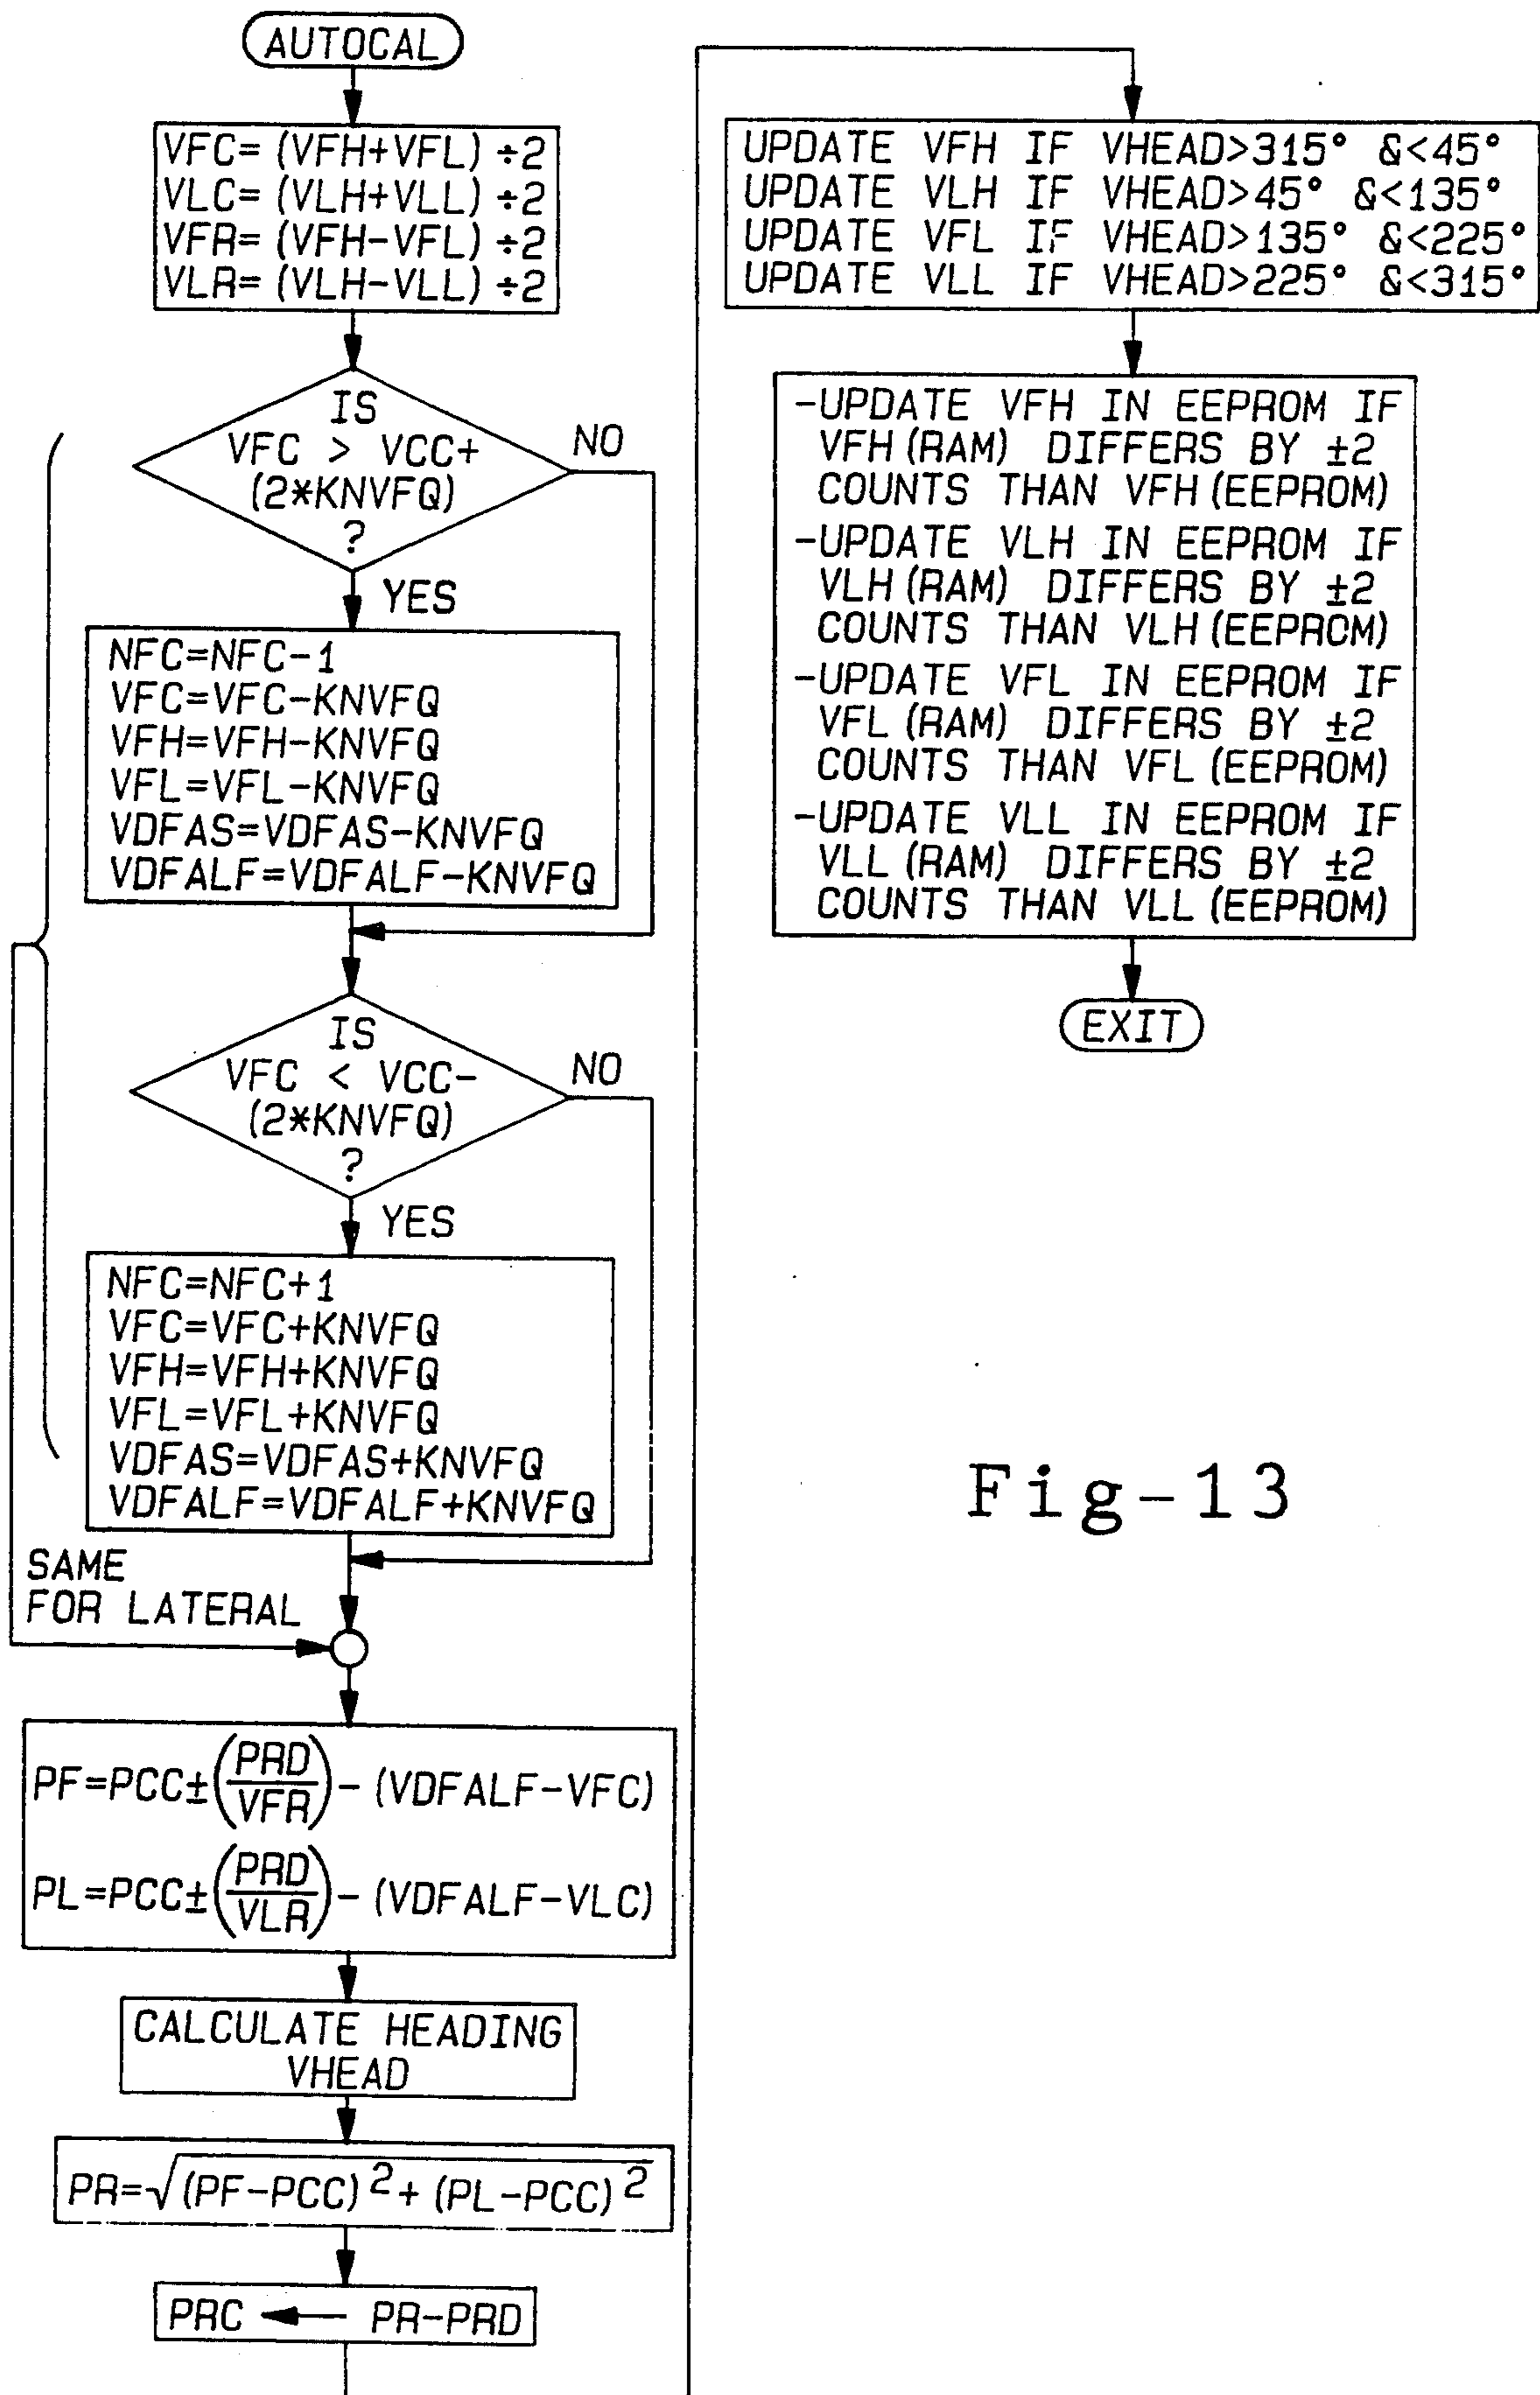 AUTOCAL
VFC=(VFH+VFL)÷2
VLC=(VLH+VLL)÷2
VFR=(VFH-VFL)÷2
VLR=(VLH-VLL)÷2
IS
VFC > VCC+
(2*KNVFQ)
?
NO
YES
NFC=NFC-1
VFC=VFC-KNVFQ
VFH=VFH-KNVFQ
VFL=VFL-KNVFQ
VDFAS=VDFAS-KNVFQ
VDFALF=VDFALF-KNVFQ
IS
VFC < VCC-
(2*KNVFQ)
?
NO
YES
NFC=NFC+1
VFC=VFC+KNVFQ
VFH=VFH+KNVFQ
VFL=VFL+KNVFQ
VDFAS=VDFAS+KNVFQ
VDFALF=VDFALF+KNVFQ
SAME
FOR LATERAL
PF=PCC±(PRD/VFR)-(VDFALF-VFC)
PL=PCC±(PRD/VLR)-(VDFALF-VLC)
CALCULATE HEADING
VHEAD
PR=√(PF-PCC)²+(PL-PCC)²
PRC ← PR-PRD
UPDATE VFH IF VHEAD>315° &<45°
UPDATE VLH IF VHEAD>45° &<135°
UPDATE VFL IF VHEAD>135° &<225°
UPDATE VLL IF VHEAD>225° &<315°
-UPDATE VFH IN EEPROM IF
VFH(RAM) DIFFERS BY ±2
COUNTS THAN VFH(EEPROM)
-UPDATE VLH IN EEPROM IF
VLH(RAM) DIFFERS BY ±2
COUNTS THAN VLH(EEPROM)
-UPDATE VFL IN EEPROM IF
VFL(RAM) DIFFERS BY ±2
COUNTS THAN VFL(EEPROM)
-UPDATE VLL IN EEPROM IF
VLL(RAM) DIFFERS BY ±2
COUNTS THAN VLL(EEPROM)
EXIT
Fig-13